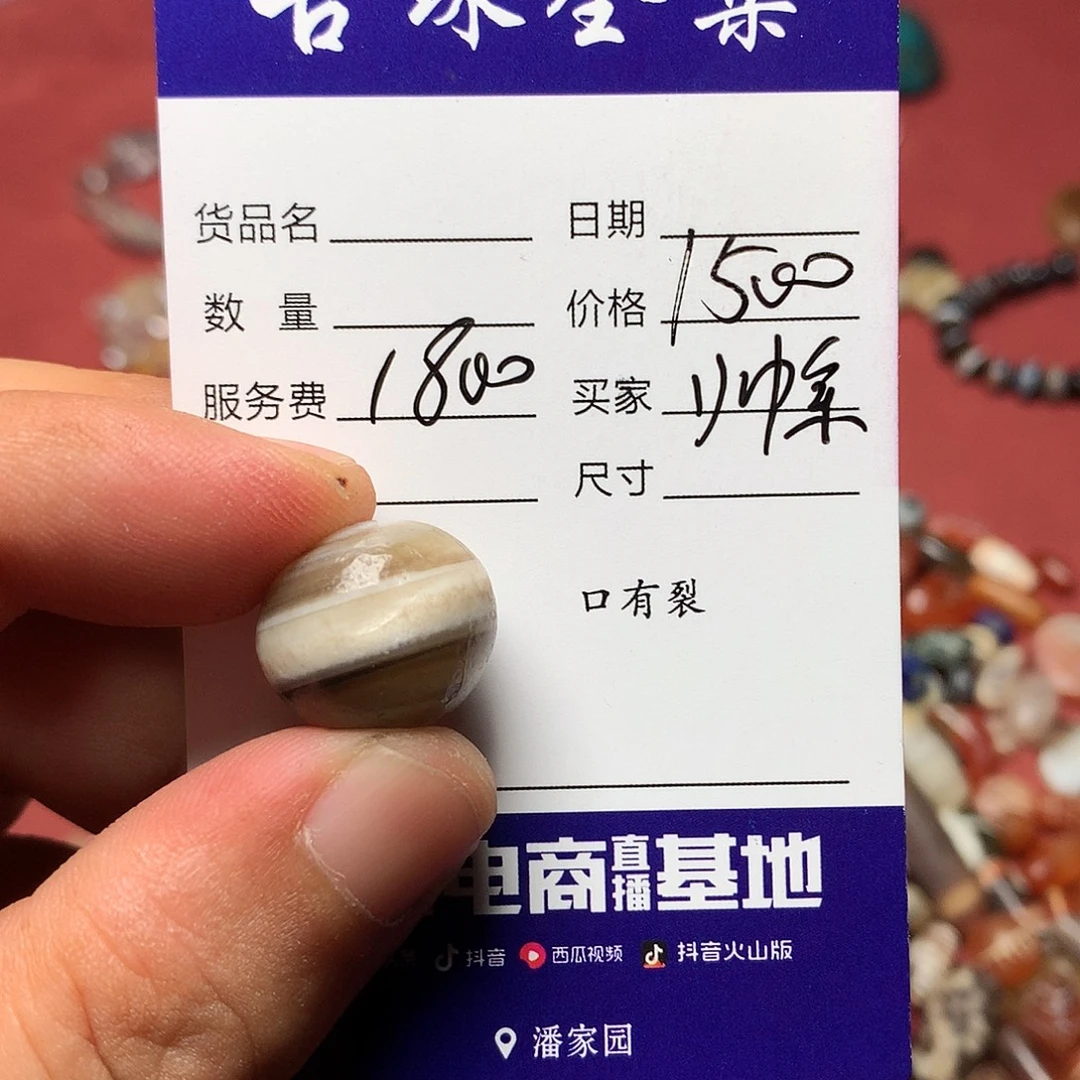 货品名 日期
数量 价格 1500
服务费 1800 买家
尺寸
口有裂
电商直播基地
抖音 西瓜视频 抖音火山版
潘家园